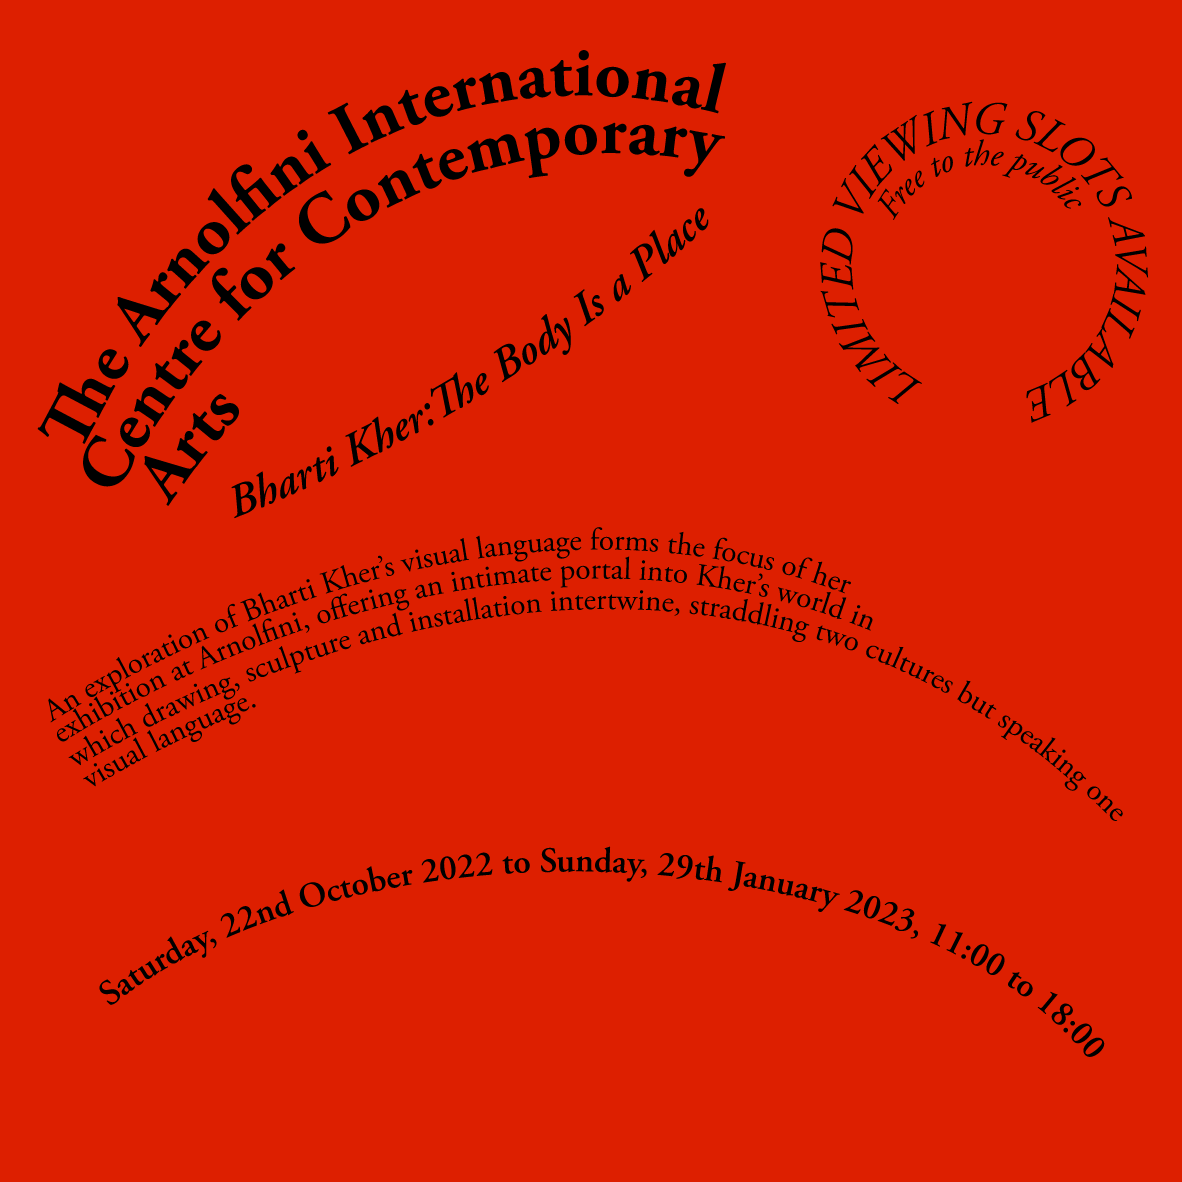 The Arnolfini International
Centre for Contemporary
Arts
Bharti Kher: The Body Is a Place
LIMITED VIEWING SLOTS AVAILABLE
Free to the public
An exploration of Bharti Kher’s visual language forms the focus of her
exhibition at Arnolfini, offering an intimate portal into Kher’s world in
which drawing, sculpture and installation intertwine, straddling two cultures but speaking one
visual language.
Saturday, 22nd October 2022 to Sunday, 29th January 2023, 11:00 to 18:00